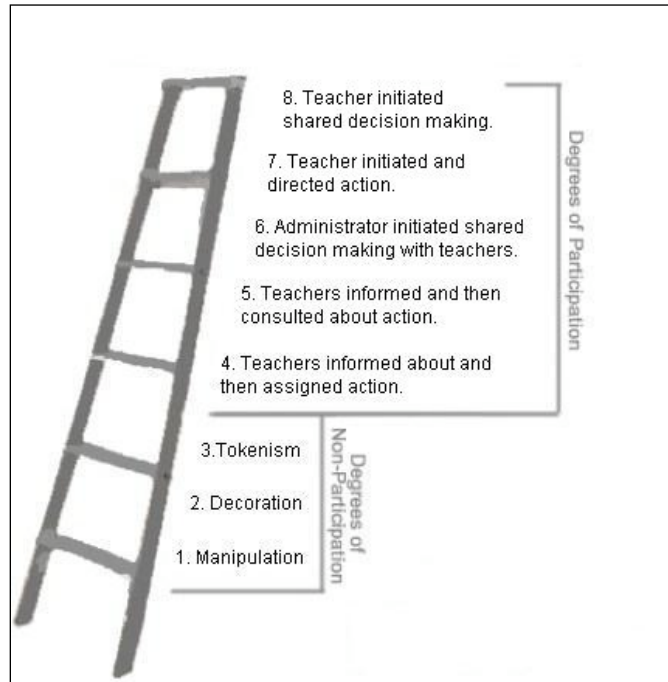 8. Teacher initiated
shared decision making.
7. Teacher initiated and
directed action.
6. Administrator initiated shared
decision making with teachers.
5. Teachers informed and then
consulted about action.
4. Teachers informed about and
then assigned action.
Degrees of Participation
3.Tokenism
2. Decoration
1. Manipulation
Degrees of
Non-Participation